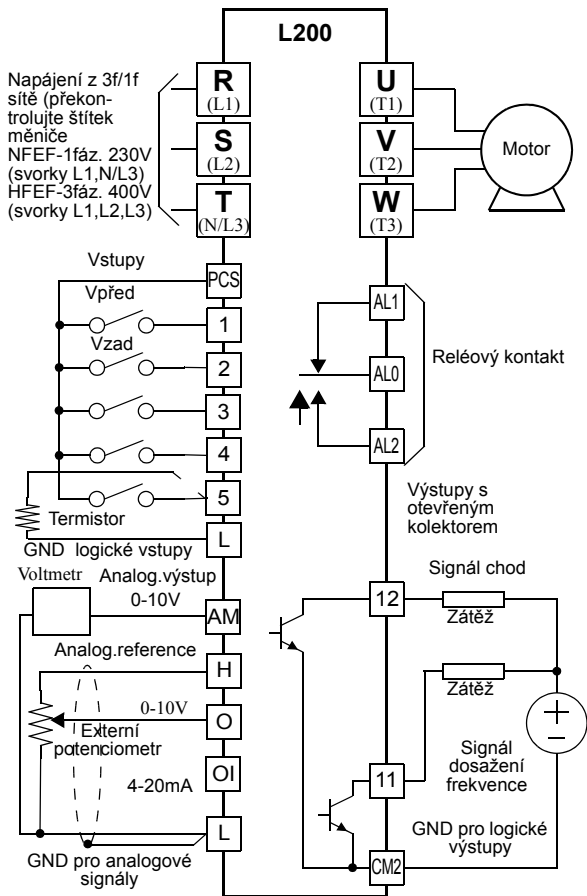 L200
Napájení z 3f/1f
sítě (překon-
trolujte štítek
měniče
NFEF-1fáz. 230V
(svorky L1,N/L3)
HFEF-3fáz. 400V
(svorky L1,L2,L3)
R
(L1)
S
(L2)
T
(N/L3)
U
(T1)
V
(T2)
W
(T3)
Motor
Vstupy
PCS
Vpřed
1
Vzad
2
3
4
5
Termistor
L
GND logické vstupy
AL1
AL0
AL2
Reléový kontakt
Výstupy s
otevřeným
kolektorem
Voltmetr
Analog.výstup
0-10V
AM
Analog.reference
H
0-10V
O
Externí
potenciometr
OI
4-20mA
L
GND pro analogové
signály
12
Signál chod
Zátěž
Zátěž
+
−
11
Signál
dosažení
frekvence
GND pro logické
výstupy
CM2